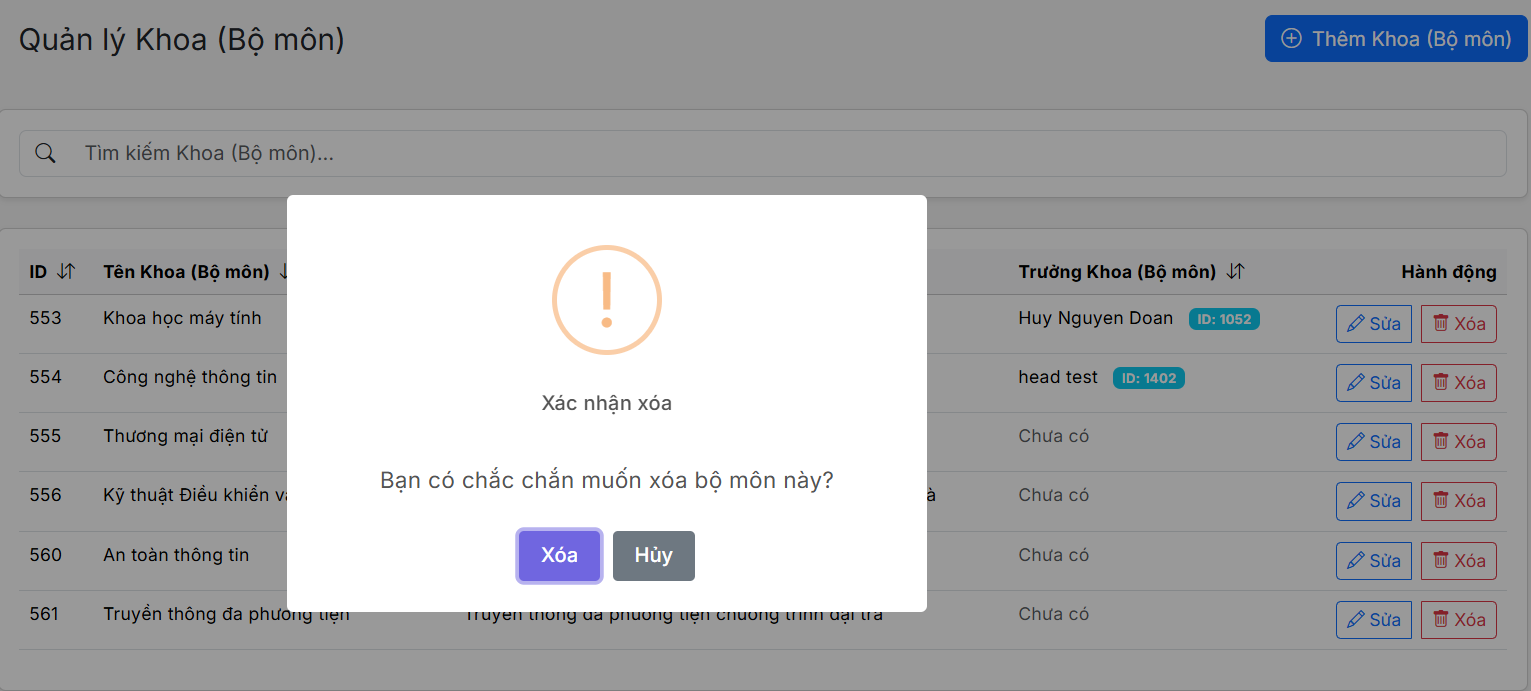 Quản lý Khoa (Bộ môn)
Thêm Khoa (Bộ môn)
Tìm kiếm Khoa (Bộ môn)...
ID Tên Khoa (Bộ môn) Trưởng Khoa (Bộ môn) Hành động
553 Khoa học máy tính Huy Nguyen Doan ID: 1052 Sửa Xóa
554 Công nghệ thông tin head test ID: 1402 Sửa Xóa
555 Thương mại điện tử Chưa có Sửa Xóa
556 Kỹ thuật Điều khiển và Chưa có Sửa Xóa
560 An toàn thông tin Chưa có Sửa Xóa
561 Truyền thông đa phương tiện Truyền thông đa phương tiện chương trình đại trà Chưa có Sửa Xóa
!
Xác nhận xóa
Bạn có chắc chắn muốn xóa bộ môn này?
Xóa Hủy